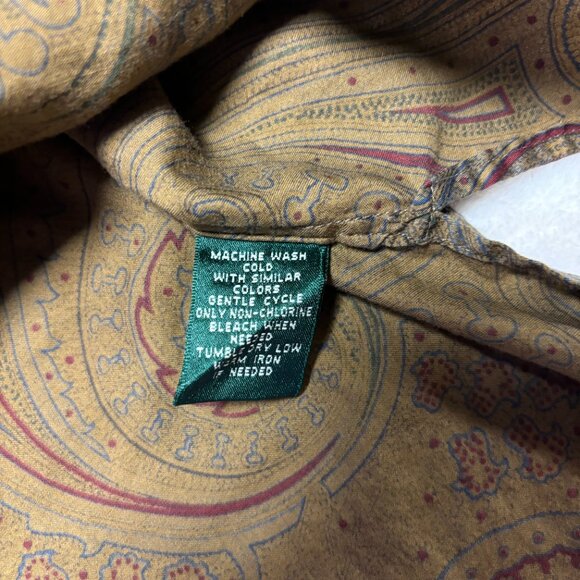 MACHINE WASH
COLD
WITH SIMILAR
COLORS
GENTLE CYCLE
ONLY NON-CHLORINE
BLEACH WHEN
NEEDED
TUMBLE DRY LOW
WARM IRON
IF NEEDED